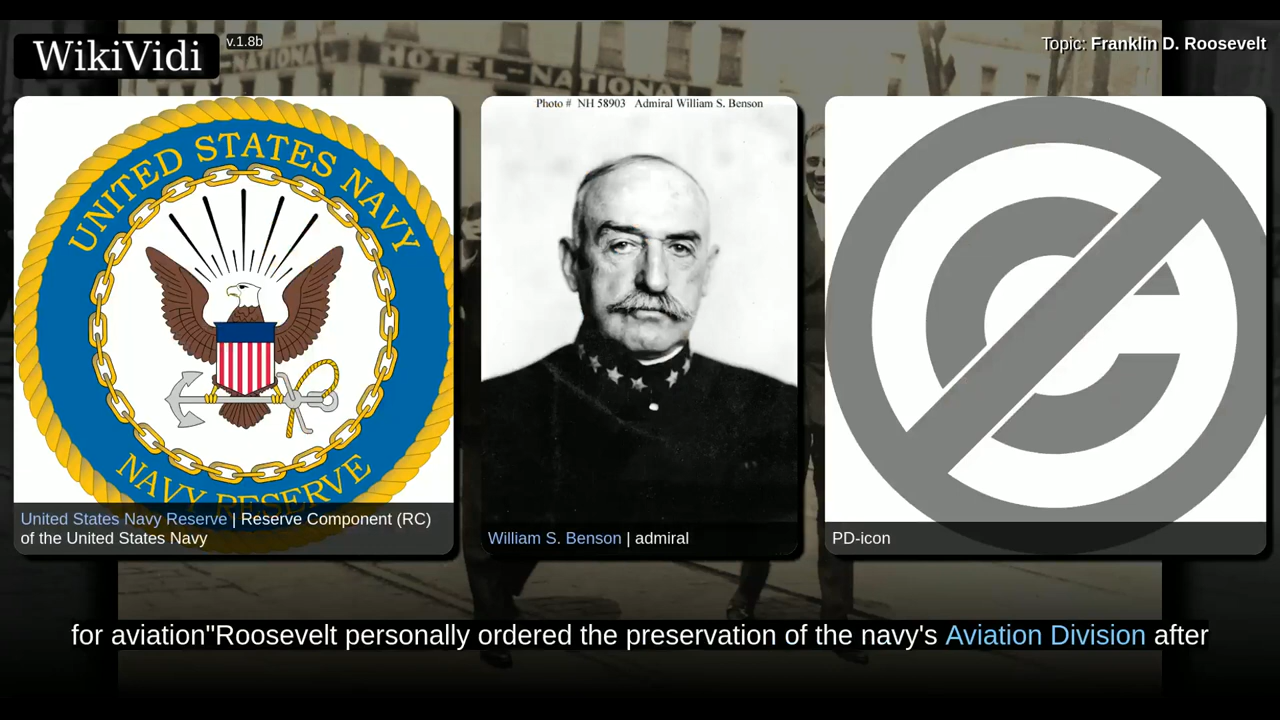 WikiVidi v.1.8b
Topic: Franklin D. Roosevelt
HOTEL-NATIONAL
-NATIONAL
Photo # NH 58903 Admiral William S. Benson
UNITED STATES NAVY
NAVY RESERVE
United States Navy Reserve | Reserve Component (RC)
of the United States Navy
William S. Benson | admiral
PD-icon
for aviation"Roosevelt personally ordered the preservation of the navy's Aviation Division after